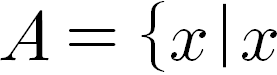 A = {x | x